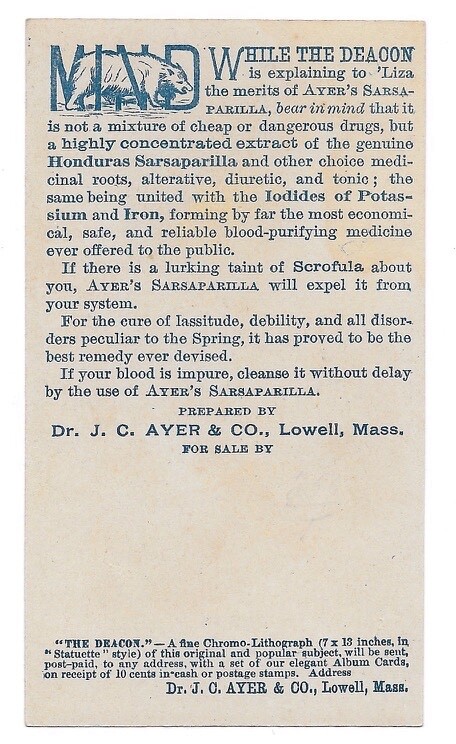 MIND
WHILE THE DEACON
is explaining to 'Liza
the merits of AYER'S SARSA-
PARILLA, bear in mind that it
is not a mixture of cheap or dangerous drugs, but
a highly concentrated extract of the genuine
Honduras Sarsaparilla and other choice medi-
cinal roots, alterative, diuretic, and tonic; the
same being united with the Iodides of Potas-
sium and Iron, forming by far the most economi-
cal, safe, and reliable blood-purifying medicine
ever offered to the public.
If there is a lurking taint of Scrofula about
you, AYER'S SARSAPARILLA will expel it from
your system.
For the cure of lassitude, debility, and all disor-
ders peculiar to the Spring, it has proved to be the
best remedy ever devised.
If your blood is impure, cleanse it without delay
by the use of AYER'S SARSAPARILLA.
PREPARED BY
Dr. J. C. AYER & CO., Lowell, Mass.
FOR SALE BY
"THE DEACON."—A fine Chromo-Lithograph (7 x 13 inches, in
"Statuette" style) of this original and popular subject, will be sent,
post-paid, to any address, with a set of our elegant Album Cards,
on receipt of 10 cents in cash or postage stamps. Address
Dr. J. C. AYER & CO., Lowell, Mass.